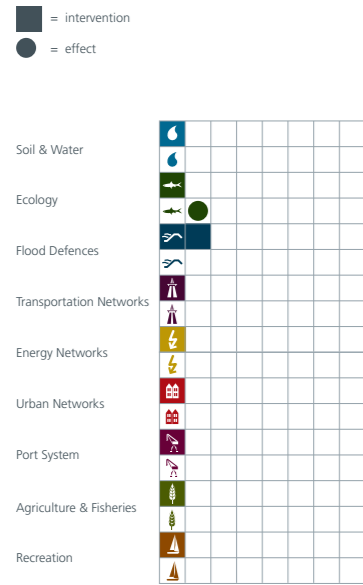 = intervention
= effect
Soil & Water
Ecology
Flood Defences
Transportation Networks
Energy Networks
Urban Networks
Port System
Agriculture & Fisheries
Recreation